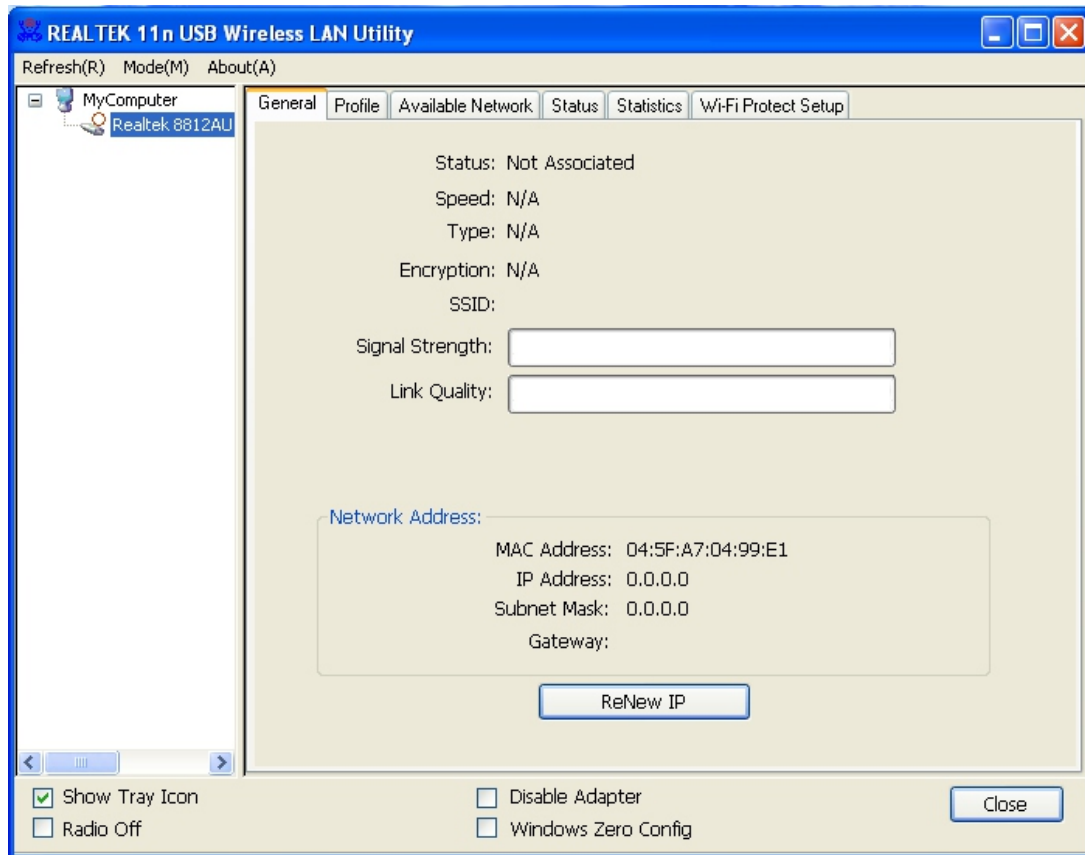 REALTEK 11n USB Wireless LAN Utility
Refresh(R) Mode(M) About(A)
MyComputer
Realtek 8812AU
General Profile Available Network Status Statistics Wi-Fi Protect Setup
Status: Not Associated
Speed: N/A
Type: N/A
Encryption: N/A
SSID:
Signal Strength:
Link Quality:
Network Address:
MAC Address: 04:5F:A7:04:99:E1
IP Address: 0.0.0.0
Subnet Mask: 0.0.0.0
Gateway:
ReNew IP
Show Tray Icon
Radio Off
Disable Adapter
Windows Zero Config
Close